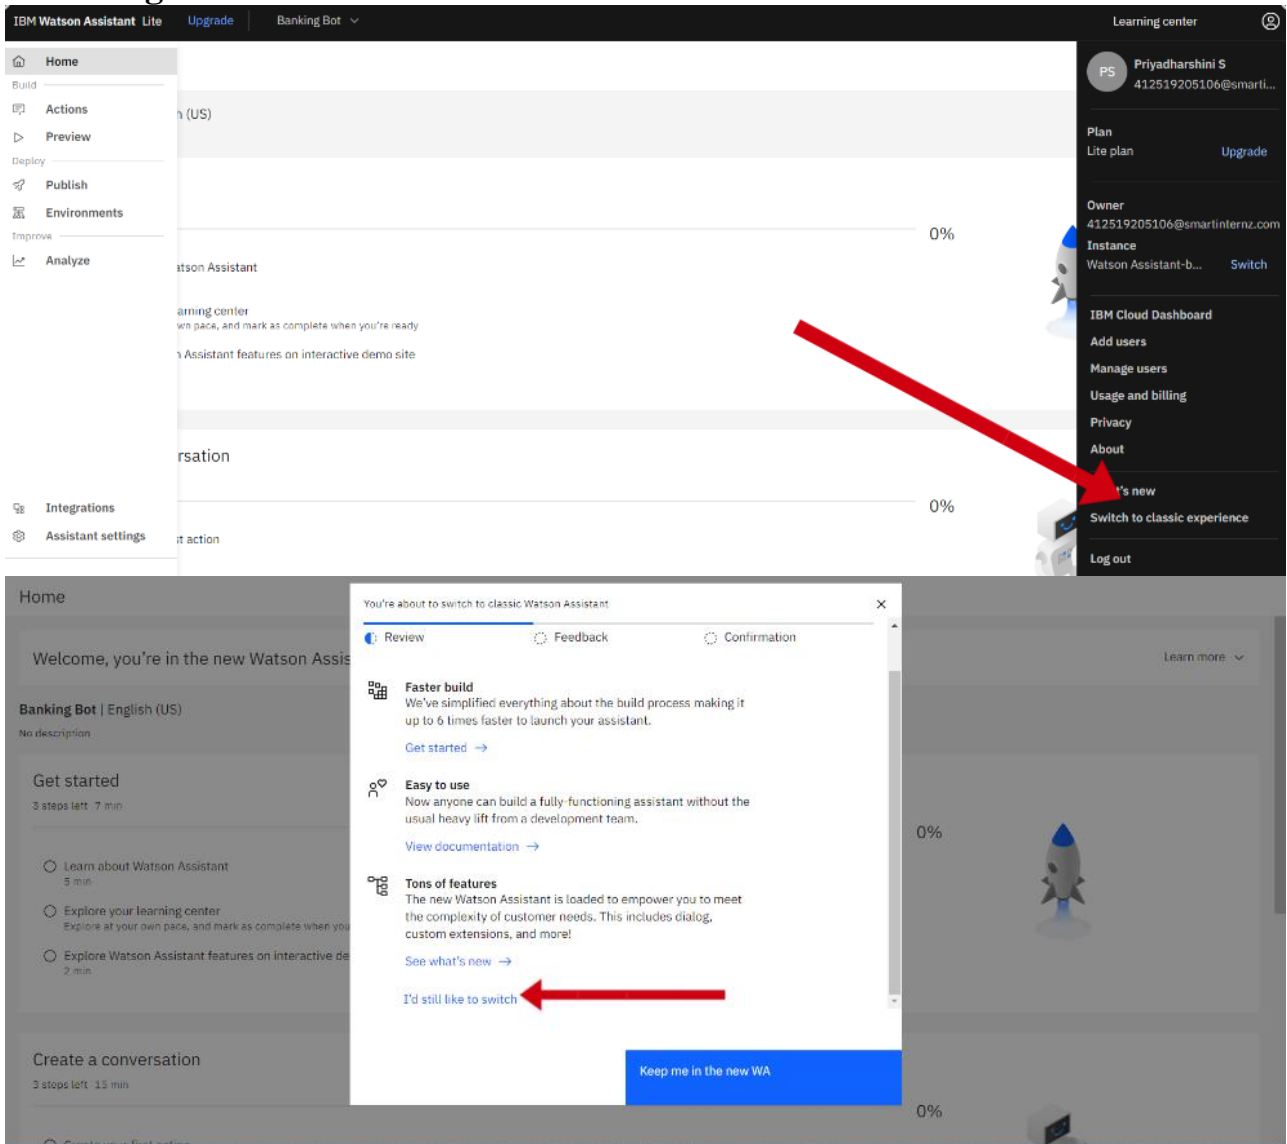 IBM Watson Assistant Lite Upgrade Banking Bot Learning center
Home
Build
Actions
Preview
Deploy
Publish
Environments
Improve
Analyze
Integrations
Assistant settings
(US)
0%
Assistant
center
pace, and mark as complete when you're ready
Assistant features on interactive demo site
0%
action
PS
Priyadharshini S
412519205106@smarti...
Plan
Lite plan Upgrade
Owner
412519205106@smartinternz.com
Instance
Watson Assistant-b... Switch
IBM Cloud Dashboard
Add users
Manage users
Usage and billing
Privacy
About
new
Switch to classic experience
Log out
Home
Welcome, you're in the new Watson Assis
Learn more
Banking Bot | English (US)
No description
Get started
3 steps left 7 min
0%
Learn about Watson Assistant
5 min
Explore your learning center
Explore at your own pace, and mark as complete when you
Explore Watson Assistant features on interactive de
2 min
Create a conversation
3 steps left 15 min
0%
You're about to switch to classic Watson Assistant
Review Feedback Confirmation
Faster build
We've simplified everything about the build process making it
up to 6 times faster to launch your assistant.
Get started →
Easy to use
Now anyone can build a fully-functioning assistant without the
usual heavy lift from a development team.
View documentation →
Tons of features
The new Watson Assistant is loaded to empower you to meet
the complexity of customer needs. This includes dialog,
custom extensions, and more!
See what's new →
I'd still like to switch
Keep me in the new WA